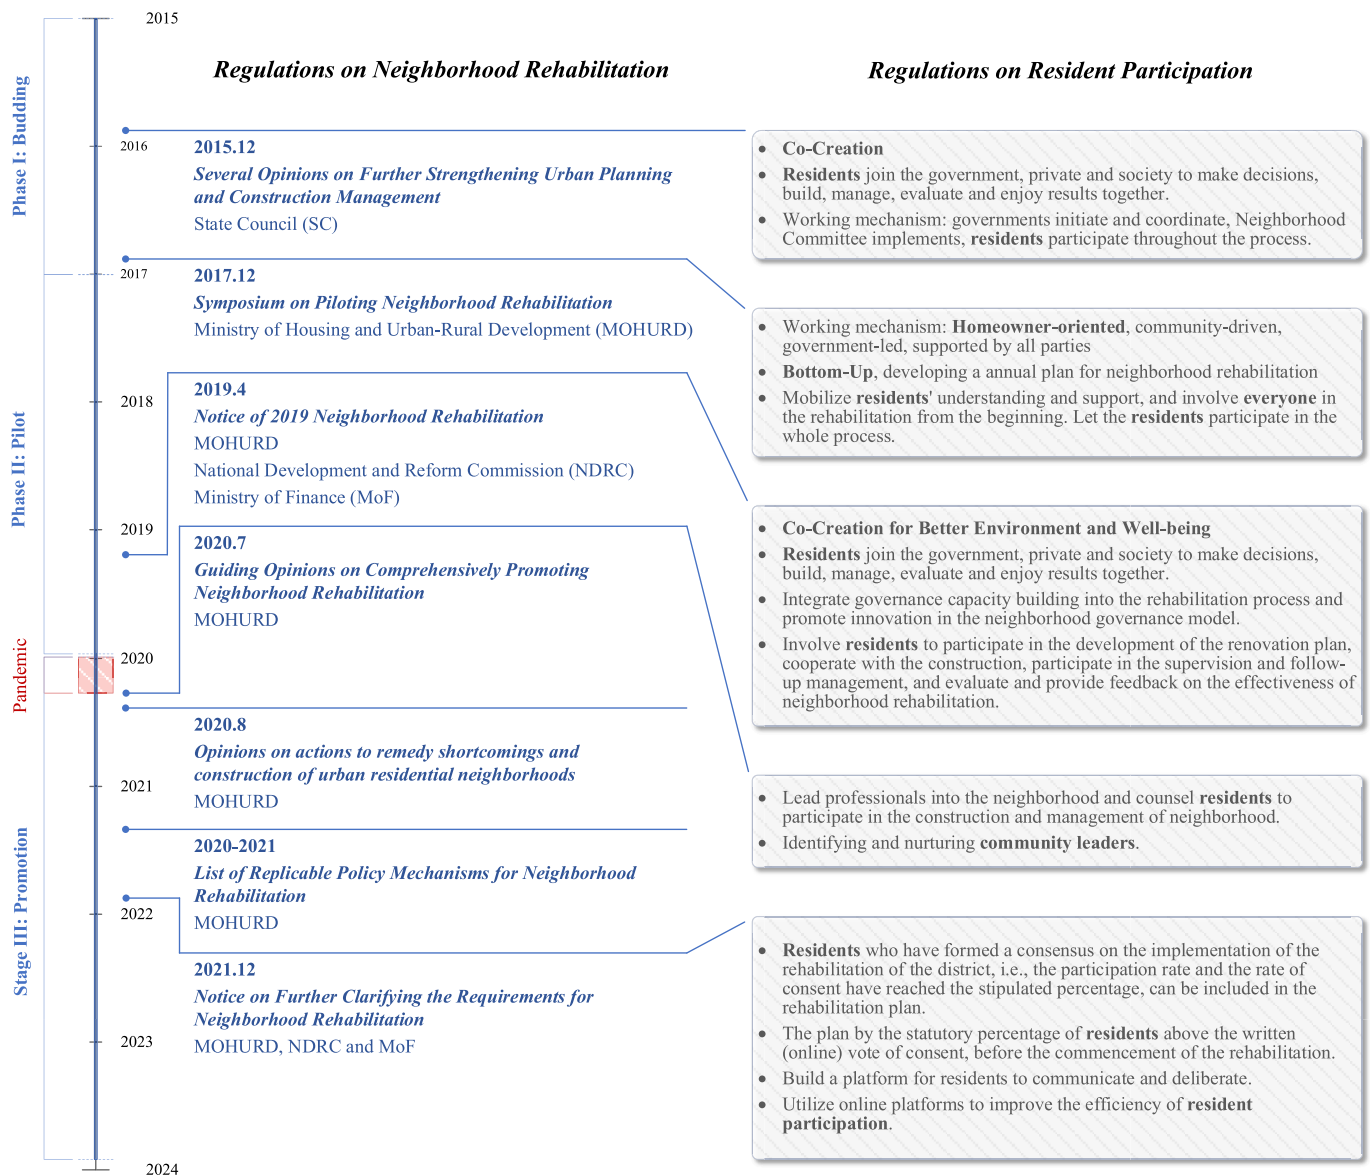 2015
Regulations on Neighborhood Rehabilitation
Regulations on Resident Participation
Phase I: Budding
2016
2015.12
Several Opinions on Further Strengthening Urban Planning
and Construction Management
State Council (SC)
• Co-Creation
• Residents join the government, private and society to make decisions,
build, manage, evaluate and enjoy results together.
• Working mechanism: governments initiate and coordinate, Neighborhood
Committee implements, residents participate throughout the process.
2017
2017.12
Symposium on Piloting Neighborhood Rehabilitation
Ministry of Housing and Urban-Rural Development (MOHURD)
• Working mechanism: Homeowner-oriented, community-driven,
government-led, supported by all parties
• Bottom-Up, developing a annual plan for neighborhood rehabilitation
• Mobilize residents' understanding and support, and involve everyone in
the rehabilitation from the beginning. Let the residents participate in the
whole process.
Phase II: Pilot
2018
2019.4
Notice of 2019 Neighborhood Rehabilitation
MOHURD
National Development and Reform Commission (NDRC)
Ministry of Finance (MoF)
2019
• Co-Creation for Better Environment and Well-being
• Residents join the government, private and society to make decisions,
build, manage, evaluate and enjoy results together.
• Integrate governance capacity building into the rehabilitation process and
promote innovation in the neighborhood governance model.
• Involve residents to participate in the development of the renovation plan,
cooperate with the construction, participate in the supervision and follow-
up management, and evaluate and provide feedback on the effectiveness of
neighborhood rehabilitation.
2020.7
Guiding Opinions on Comprehensively Promoting
Neighborhood Rehabilitation
MOHURD
Pandemic
2020
2020.8
Opinions on actions to remedy shortcomings and
construction of urban residential neighborhoods
MOHURD
2021
• Lead professionals into the neighborhood and counsel residents to
participate in the construction and management of neighborhood.
• Identifying and nurturing community leaders.
Stage III: Promotion
2020-2021
List of Replicable Policy Mechanisms for Neighborhood
Rehabilitation
MOHURD
2022
2021.12
Notice on Further Clarifying the Requirements for
Neighborhood Rehabilitation
MOHURD, NDRC and MoF
2023
• Residents who have formed a consensus on the implementation of the
rehabilitation of the district, i.e., the participation rate and the rate of
consent have reached the stipulated percentage, can be included in the
rehabilitation plan.
• The plan by the statutory percentage of residents above the written
(online) vote of consent, before the commencement of the rehabilitation.
• Build a platform for residents to communicate and deliberate.
• Utilize online platforms to improve the efficiency of resident
participation.
2024